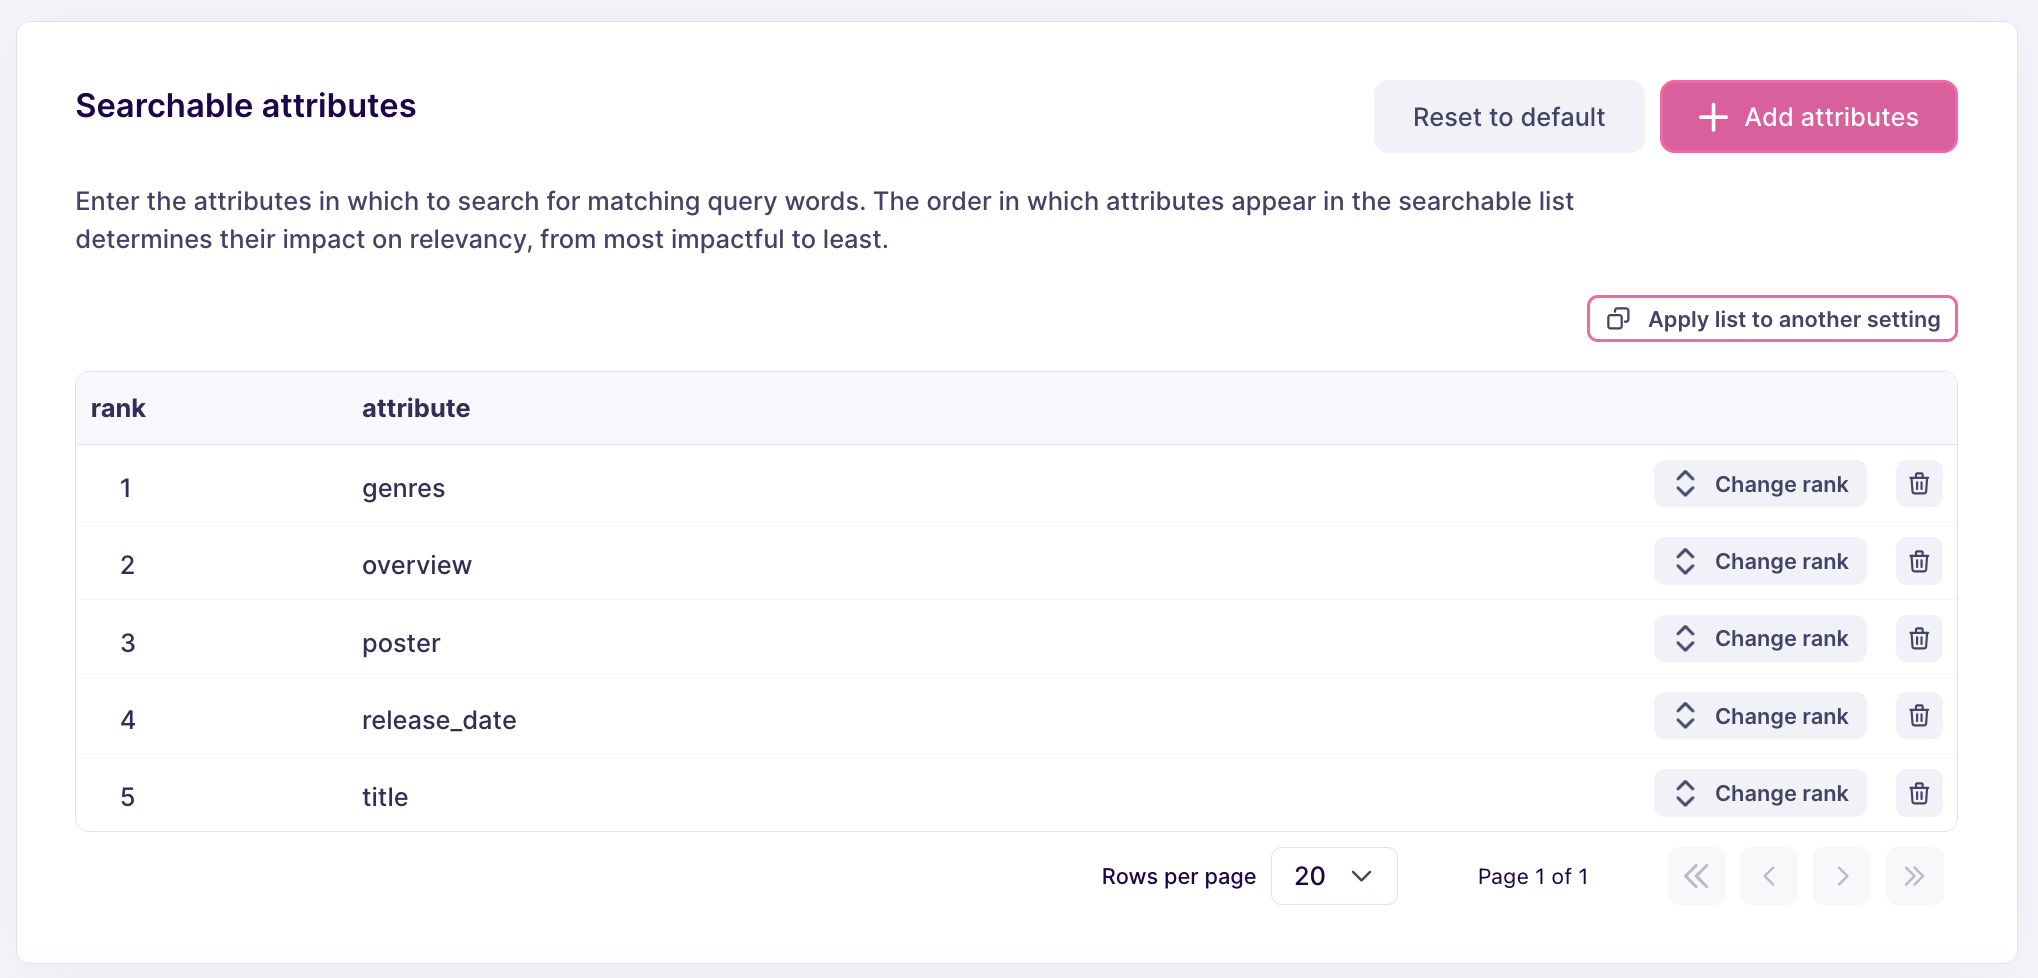 Searchable attributes
Reset to default
Add attributes
Enter the attributes in which to search for matching query words. The order in which attributes appear in the searchable list
determines their impact on relevancy, from most impactful to least.
Apply list to another setting
rank attribute
1 genres Change rank
2 overview Change rank
3 poster Change rank
4 release_date Change rank
5 title Change rank
Rows per page 20 Page 1 of 1